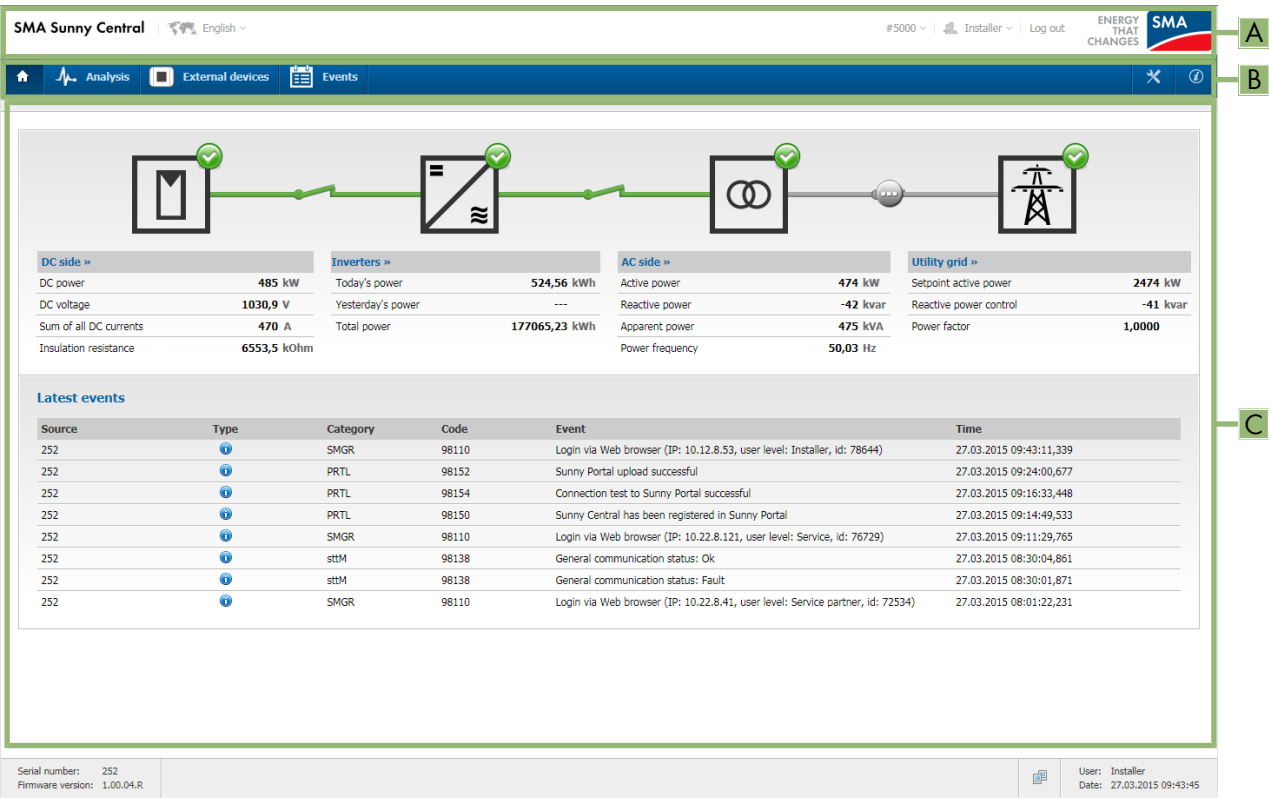 SMA Sunny Central English #5000 Installer Log out ENERGY THAT CHANGES SMA A
Analysis External devices Events B
DC side » Inverters » AC side » Utility grid »
DC power 485 kW Today's power 524,56 kWh Active power 474 kW Setpoint active power 2474 kW
DC voltage 1030,9 V Yesterday's power --- Reactive power -42 kvar Reactive power control -41 kvar
Sum of all DC currents 470 A Total power 177065,23 kWh Apparent power 475 kVA Power factor 1,0000
Insulation resistance 6553,5 kOhm Power frequency 50,03 Hz
Latest events
Source Type Category Code Event Time
C
252 SMGR 98110 Login via Web browser (IP: 10.12.8.53, user level: Installer, id: 78644) 27.03.2015 09:43:11,339
252 PRTL 98152 Sunny Portal upload successful 27.03.2015 09:24:00,677
252 PRTL 98154 Connection test to Sunny Portal successful 27.03.2015 09:16:33,448
252 PRTL 98150 Sunny Central has been registered in Sunny Portal 27.03.2015 09:14:49,533
252 SMGR 98110 Login via Web browser (IP: 10.22.8.121, user level: Service, id: 76729) 27.03.2015 09:11:29,765
252 sttM 98138 General communication status: Ok 27.03.2015 08:30:04,861
252 sttM 98138 General communication status: Fault 27.03.2015 08:30:01,871
252 SMGR 98110 Login via Web browser (IP: 10.22.8.41, user level: Service partner, id: 72534) 27.03.2015 08:01:22,231
Serial number: 252 User: Installer
Firmware version: 1.00.04.R Date: 27.03.2015 09:43:45